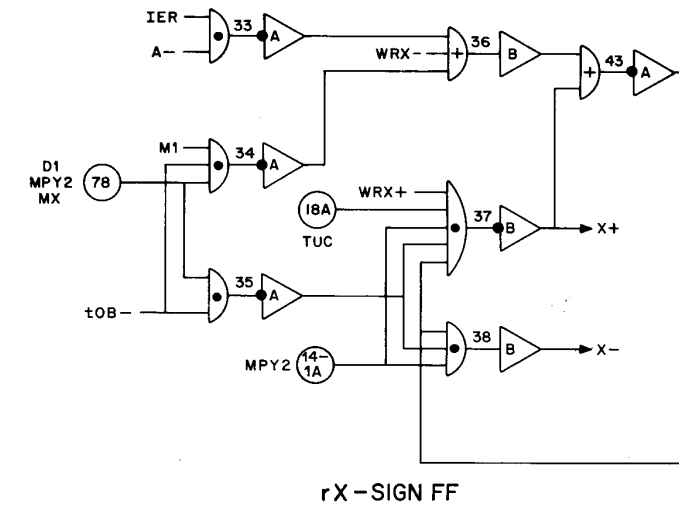 IER
33
A
A-
WRX-
+
36
B
+
43
A
M1
34
A
D1
MPY2
MX
78
WRX+
18A
TUC
37
B
X+
35
A
tOB-
MPY2
14-
1A
38
B
X-
rX-SIGN FF